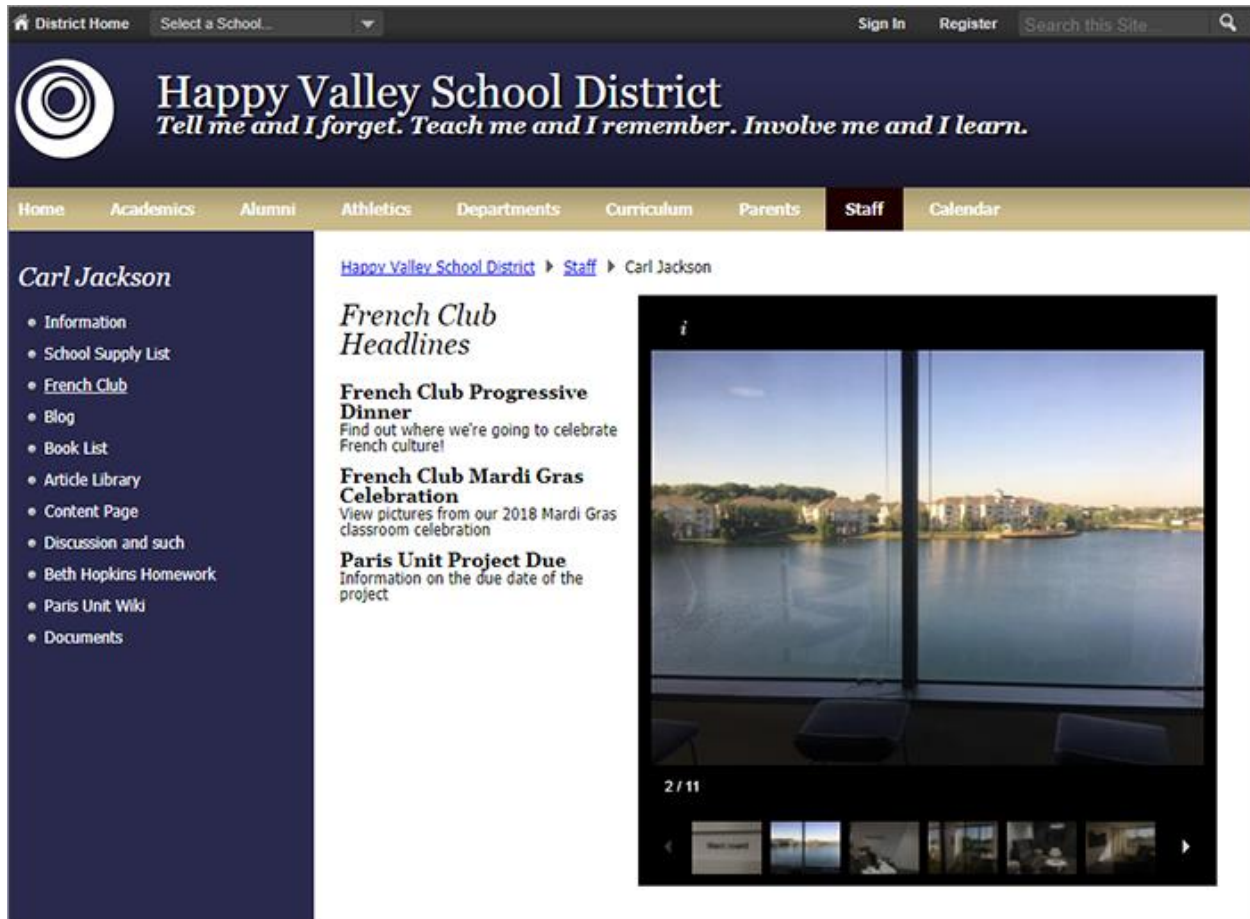 District Home Select a School... Sign In Register Search this Site...
Happy Valley School District
Tell me and I forget. Teach me and I remember. Involve me and I learn.
Home Academics Alumni Athletics Departments Curriculum Parents Staff Calendar
Carl Jackson
Information
School Supply List
French Club
Blog
Book List
Article Library
Content Page
Discussion and such
Beth Hopkins Homework
Paris Unit Wiki
Documents
Happy Valley School District Staff Carl Jackson
French Club
Headlines
French Club Progressive
Dinner
Find out where we're going to celebrate
French culture!
French Club Mardi Gras
Celebration
View pictures from our 2018 Mardi Gras
classroom celebration
Paris Unit Project Due
Information on the due date of the
project
i
2 / 11